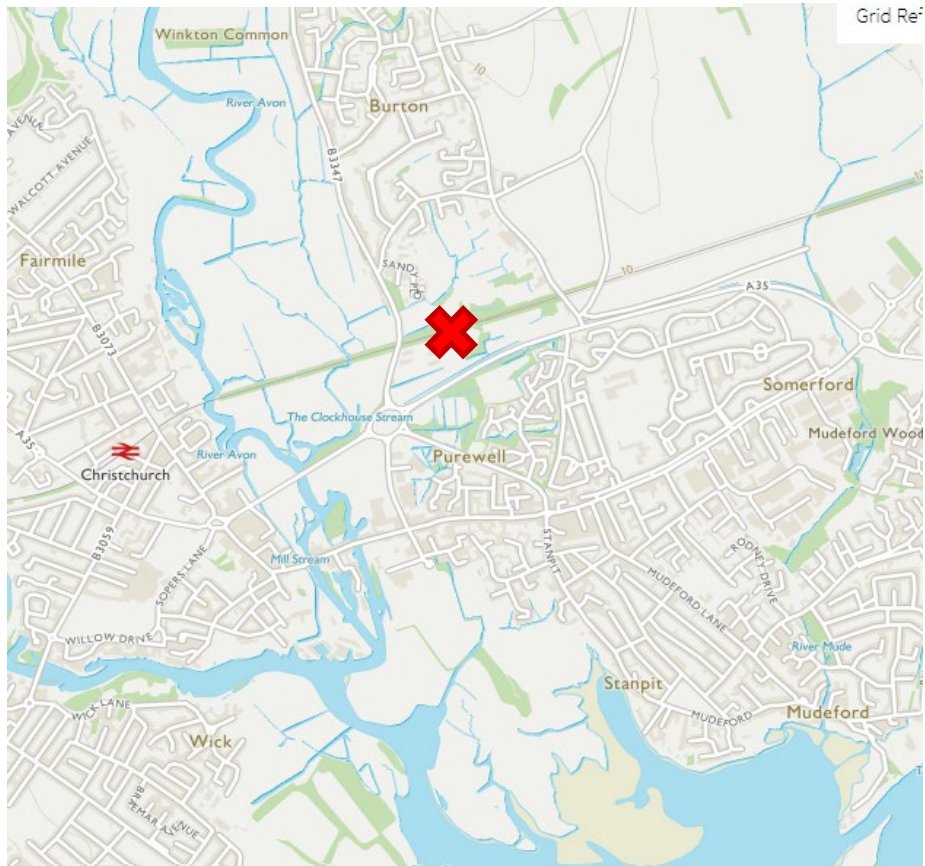 Grid Ref
Winkton Common
River Avon
Burton
AVENUE
WALCOTT AVENUE
B3347
Fairmile
SANDY PLO
10
10
A35
B3073
Somerford
The Clockhouse Stream
Mudeford Wood
A35
River Avon
Purewell
Christchurch
B3059
STANPIT
SOPERS LANE
Mill Stream
RODNEY DRIVE
MUDEFORD LANE
WILLOW DRIVE
River Mude
Stanpit
WICK LANE
MUDEFORD
Mudeford
Wick